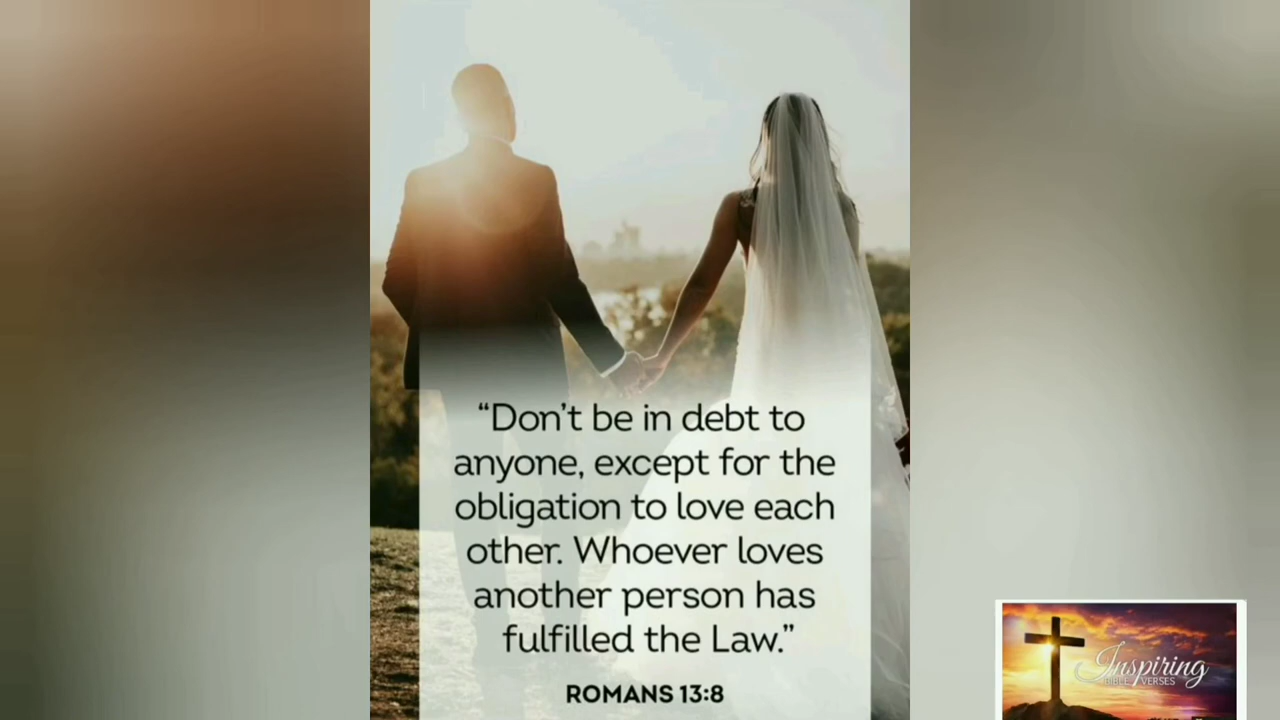 “Don’t be in debt to
anyone, except for the
obligation to love each
other. Whoever loves
another person has
fulfilled the Law.”
ROMANS 13:8
Inspiring
BIBLE VERSES